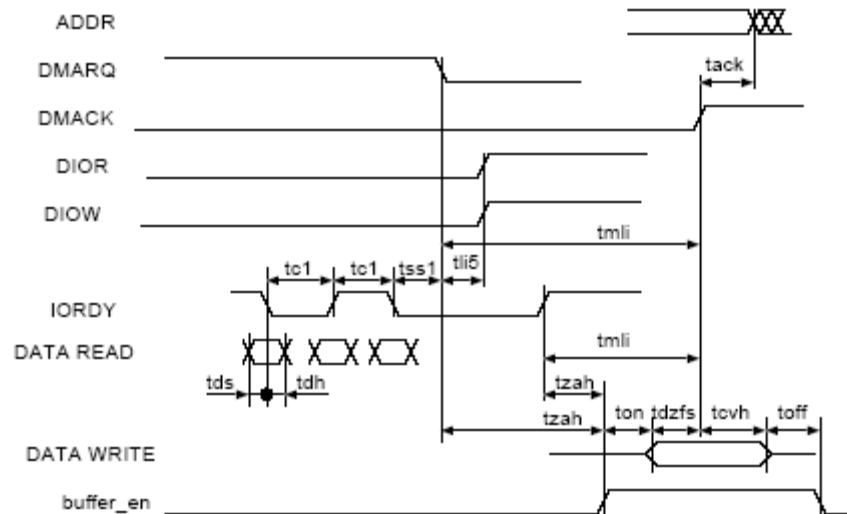 ADDR
DMARQ
tack
DMACK
DIOR
DIOW
tmli
tc1 tc1 tss1 tli5
IORDY
DATA READ
tmli
tds tdh
tzah
tzah ton tdzfs tcvh toff
DATA WRITE
buffer_en